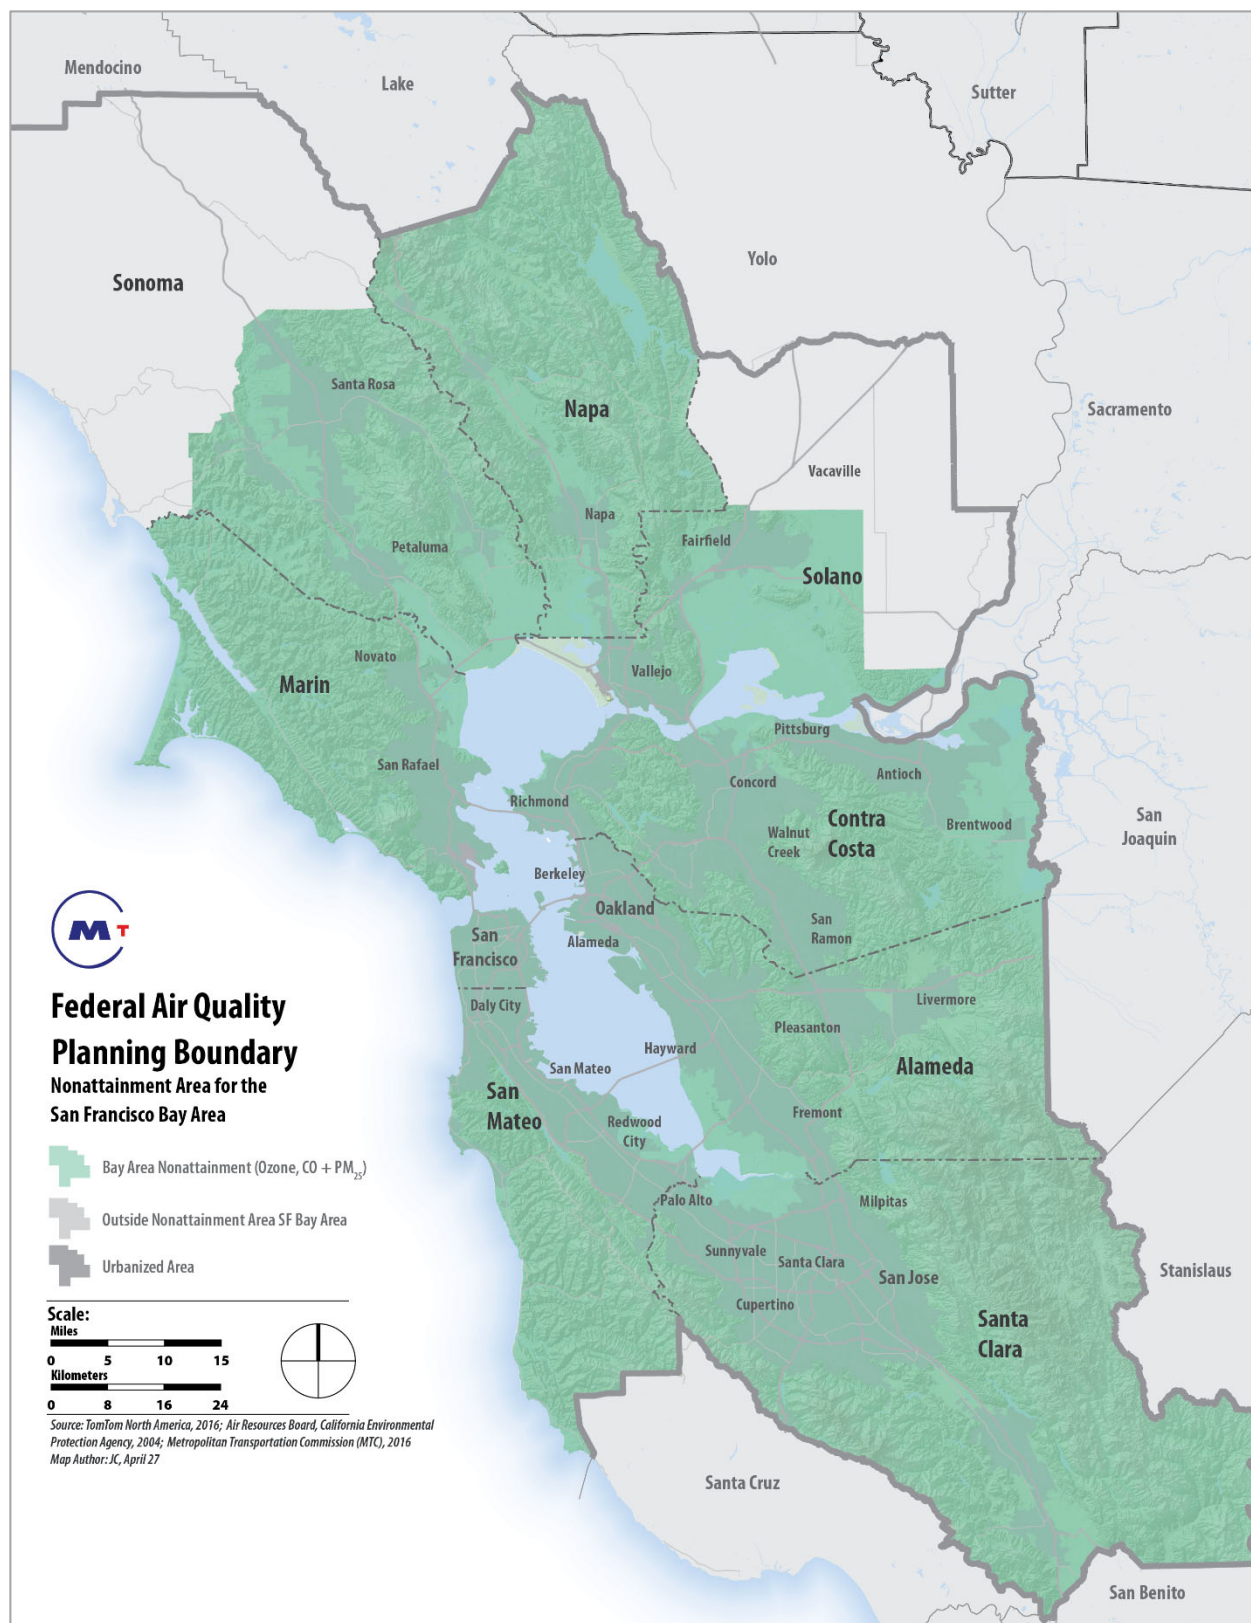 Mendocino
Lake
Sutter
Yolo
Sonoma
Santa Rosa
Napa
Sacramento
Vacaville
Napa
Fairfield
Petaluma
Solano
Novato
Marin
Vallejo
San Rafael
Pittsburg
Concord
Antioch
Richmond
Contra
Costa
Brentwood
San
Joaquin
Walnut
Creek
Berkeley
Oakland
San
Ramon
Alameda
San
Francisco
Daly City
Livermore
Pleasanton
Hayward
San Mateo
Alameda
San
Mateo
Fremont
Redwood
City
Palo Alto
Milpitas
Sunnyvale
Santa Clara
San Jose
Cupertino
Stanislaus
Santa
Clara
Santa Cruz
San Benito
M T
Federal Air Quality
Planning Boundary
Nonattainment Area for the
San Francisco Bay Area
Bay Area Nonattainment (Ozone, CO + PM25)
Outside Nonattainment Area SF Bay Area
Urbanized Area
Scale:
Miles
0 5 10 15
Kilometers
0 8 16 24
Source: TomTom North America, 2016; Air Resources Board, California Environmental
Protection Agency, 2004; Metropolitan Transportation Commission (MTC), 2016
Map Author: JC, April 27